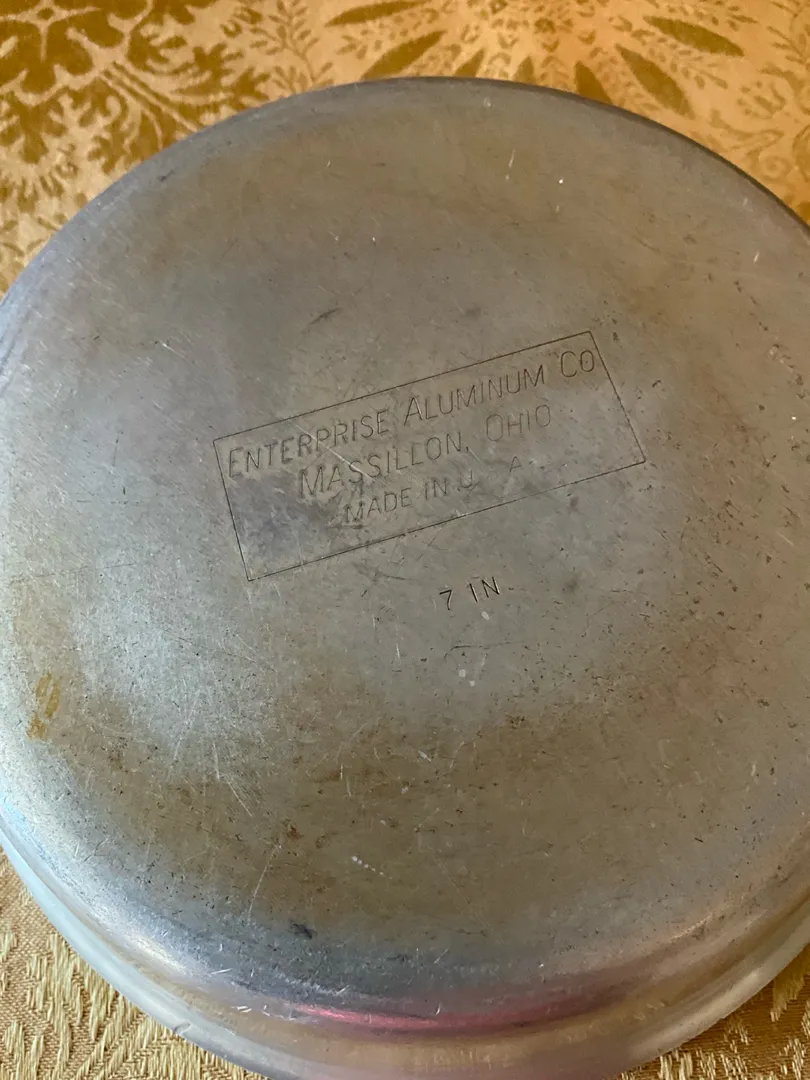 ENTERPRISE ALUMINUM CO
MASSILLON, OHIO
MADE IN U A
7 IN.